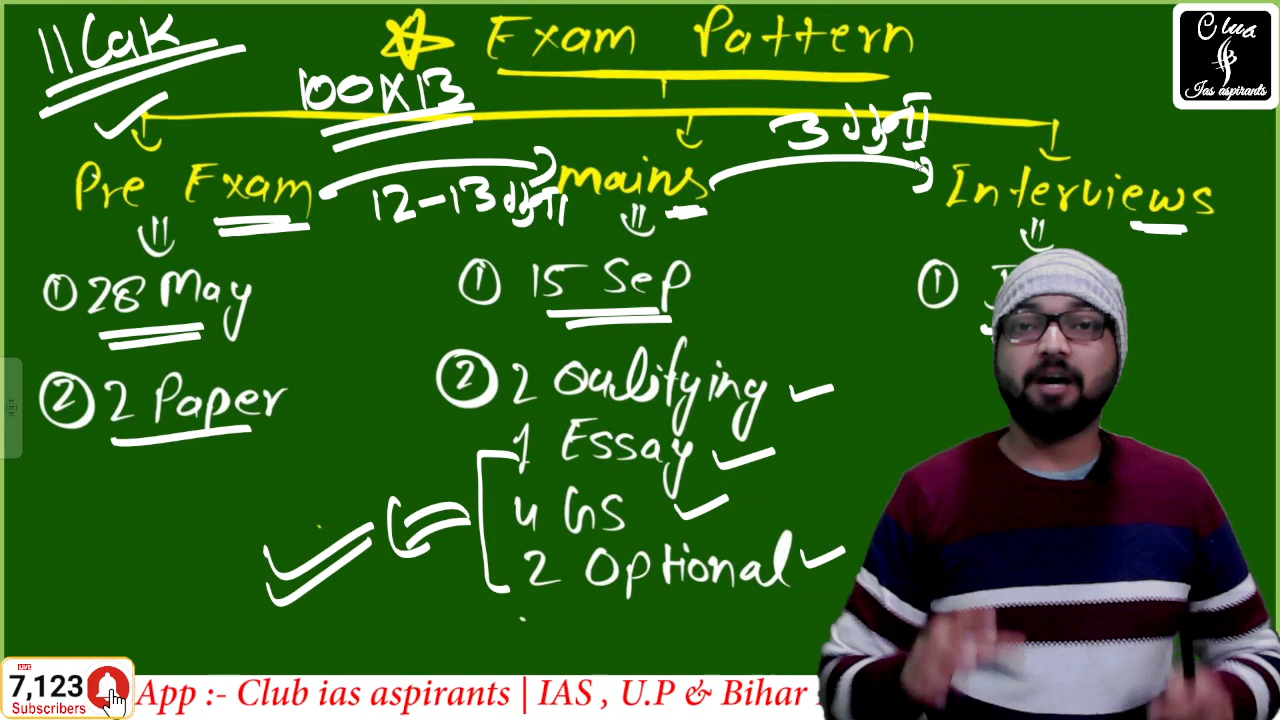 11 Lak
Exam Pattern
Clua
Ias aspirants
100X13
3 गुना
Pre Exam
12-13 गुना
mains
Interviews
① 28 May
① 15 Sep
①
② 2 Paper
② 2 Qulifying
1 Essay
4 GS
2 Optional
LIVE
7,123
Subscribers
App :- Club ias aspirants | IAS , U.P & Bihar